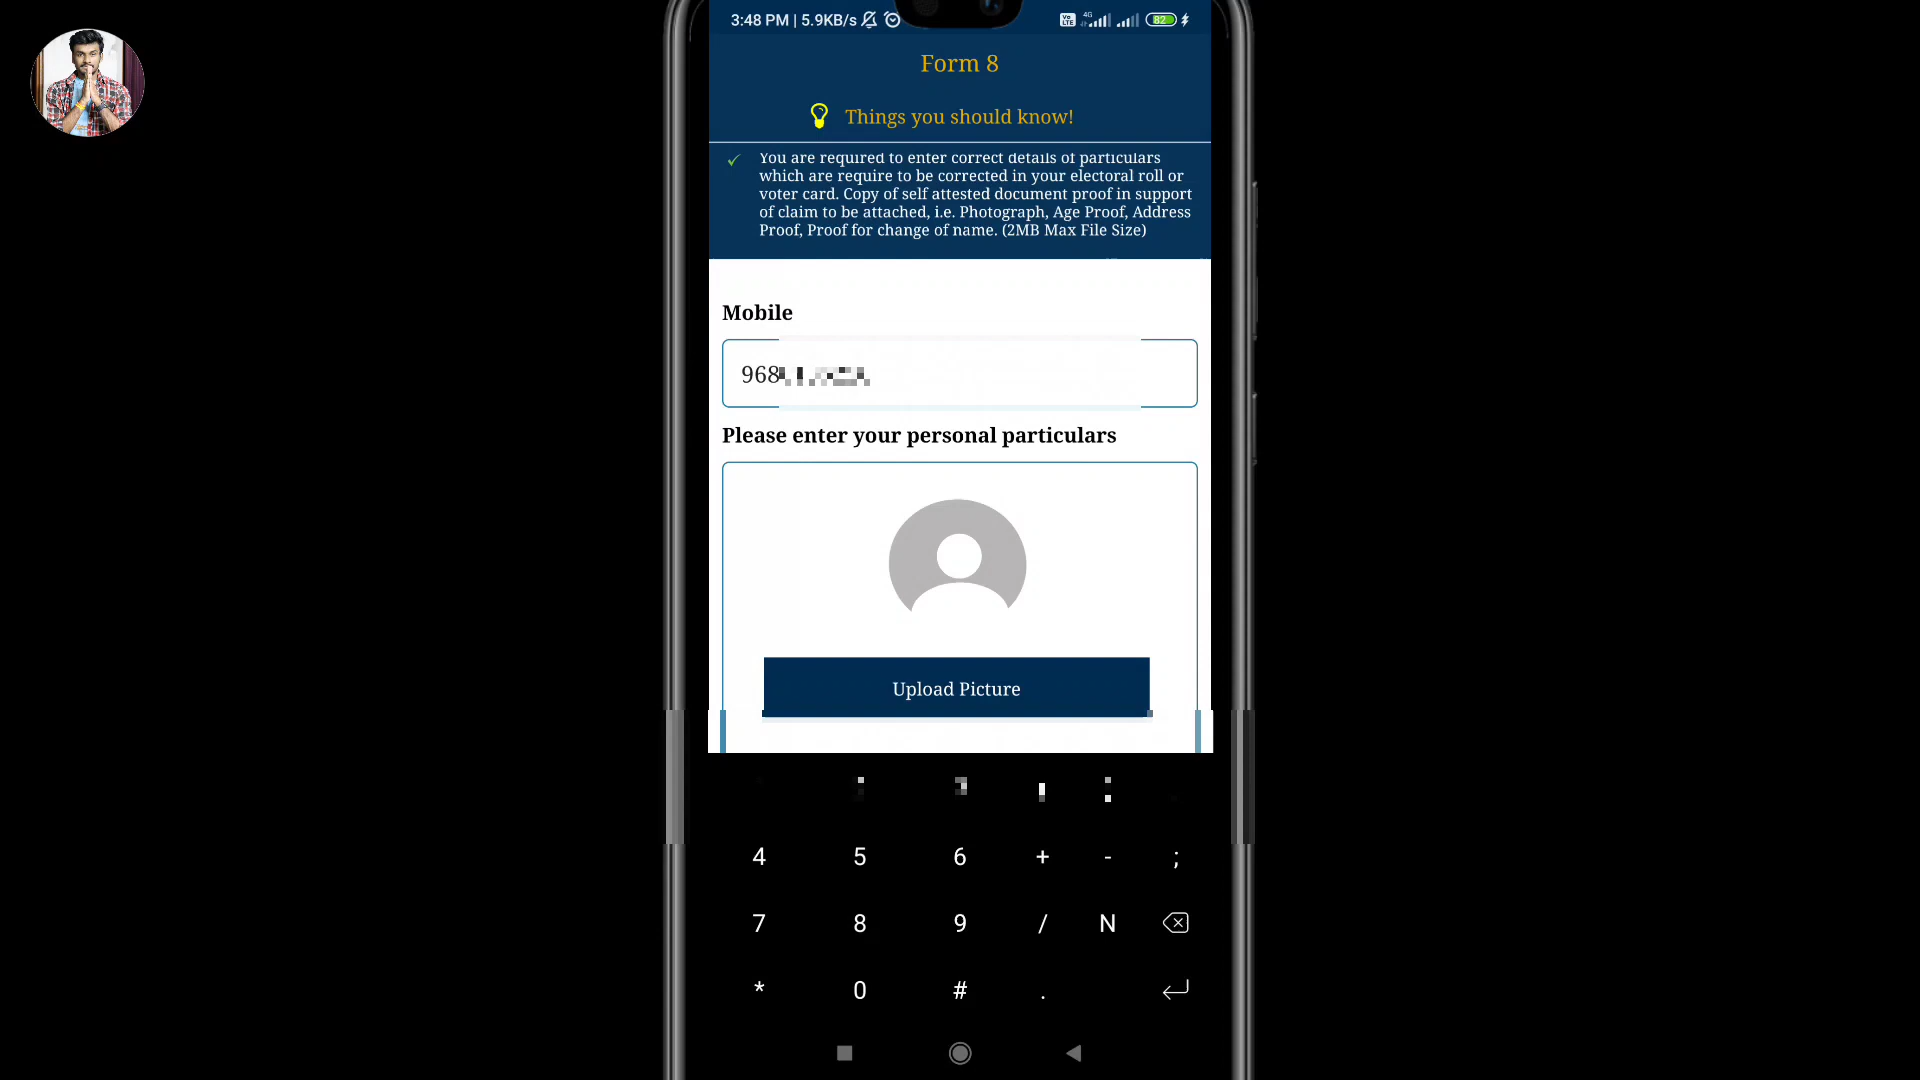 3:48 PM | 5.9KB/s
Vo LTE 4G 82
Form 8
Things you should know!
You are required to enter correct details of particulars
which are require to be corrected in your electoral roll or
voter card. Copy of self attested document proof in support
of claim to be attached, i.e. Photograph, Age Proof, Address
Proof, Proof for change of name. (2MB Max File Size)
Mobile
968
Please enter your personal particulars
Upload Picture
4 5 6 + - ;
7 8 9 / N
* 0 # .